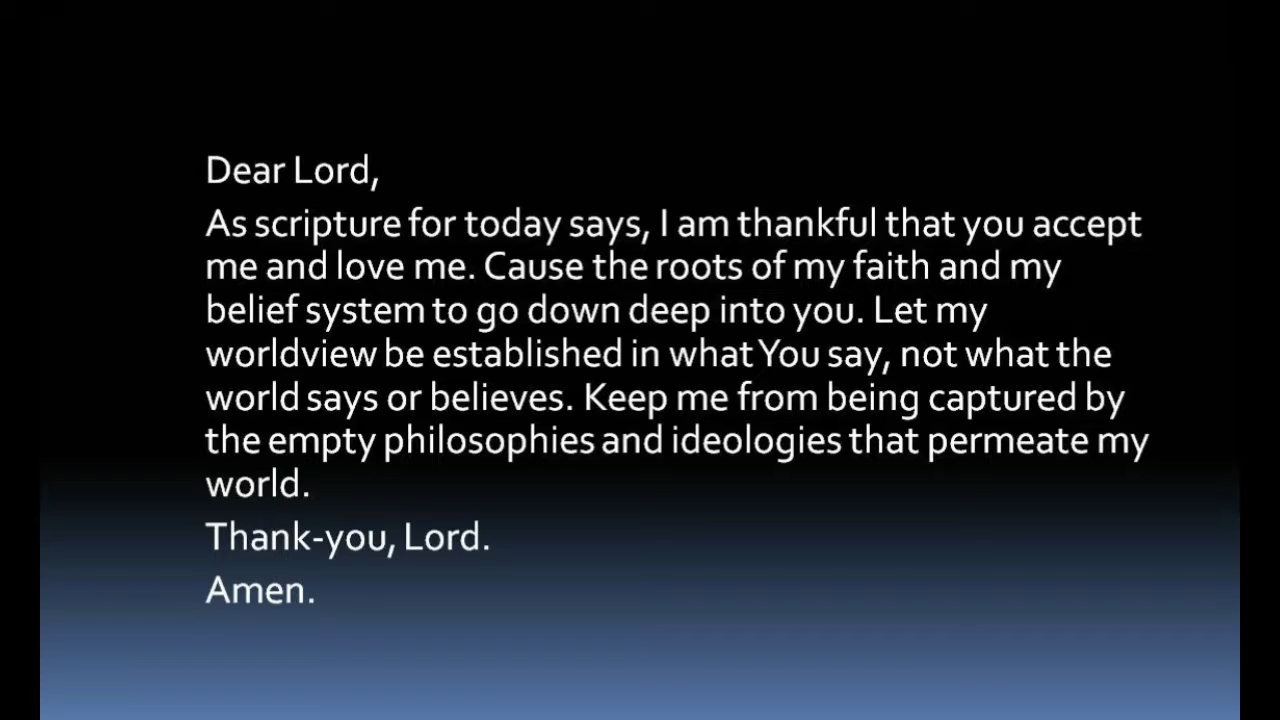 Dear Lord,
As scripture for today says, I am thankful that you accept
me and love me. Cause the roots of my faith and my
belief system to go down deep into you. Let my
worldview be established in what You say, not what the
world says or believes. Keep me from being captured by
the empty philosophies and ideologies that permeate my
world.
Thank-you, Lord.
Amen.